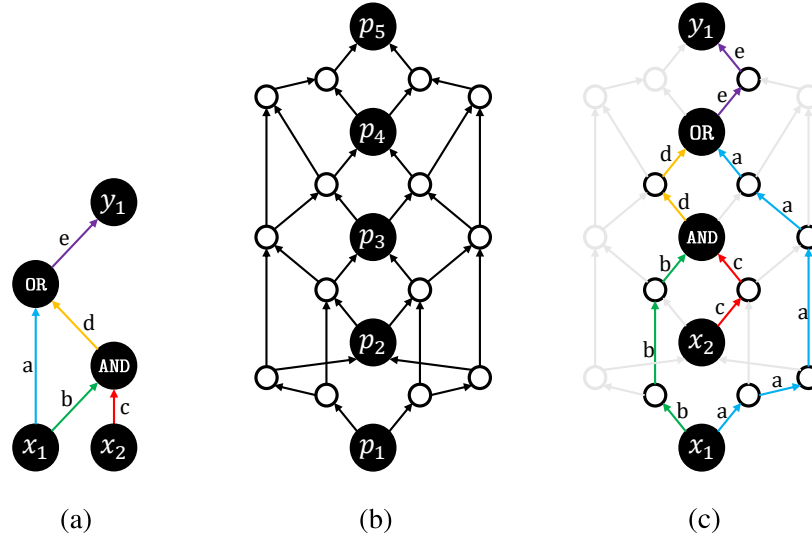 y₁
e
OR
d
a
AND
b
c
x₁ x₂
(a)
p₅
p₄
p₃
p₂
p₁
(b)
y₁
e
e
OR
d
a
d
a
AND
b
c
c
a
x₂
b
a
b
a
x₁
(c)